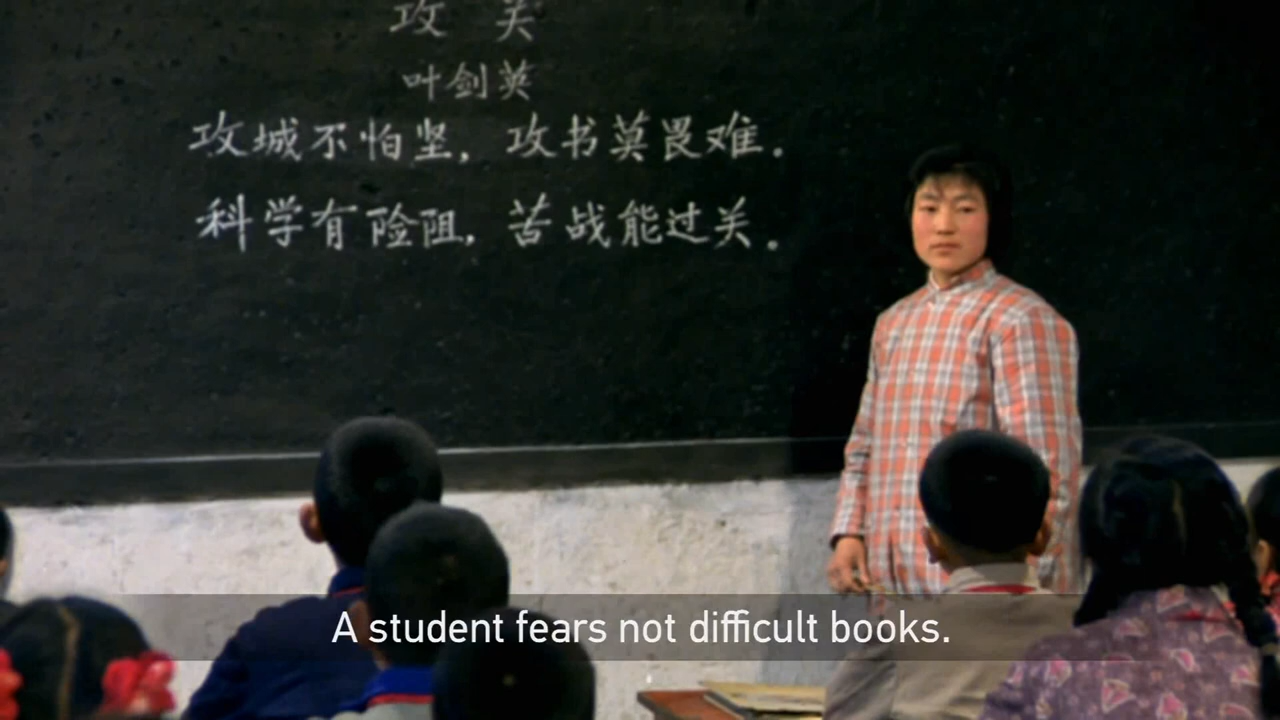 攻 关
叶剑英
攻城不怕坚，攻书莫畏难.
科学有险阻，苦战能过关。
A student fears not difficult books.